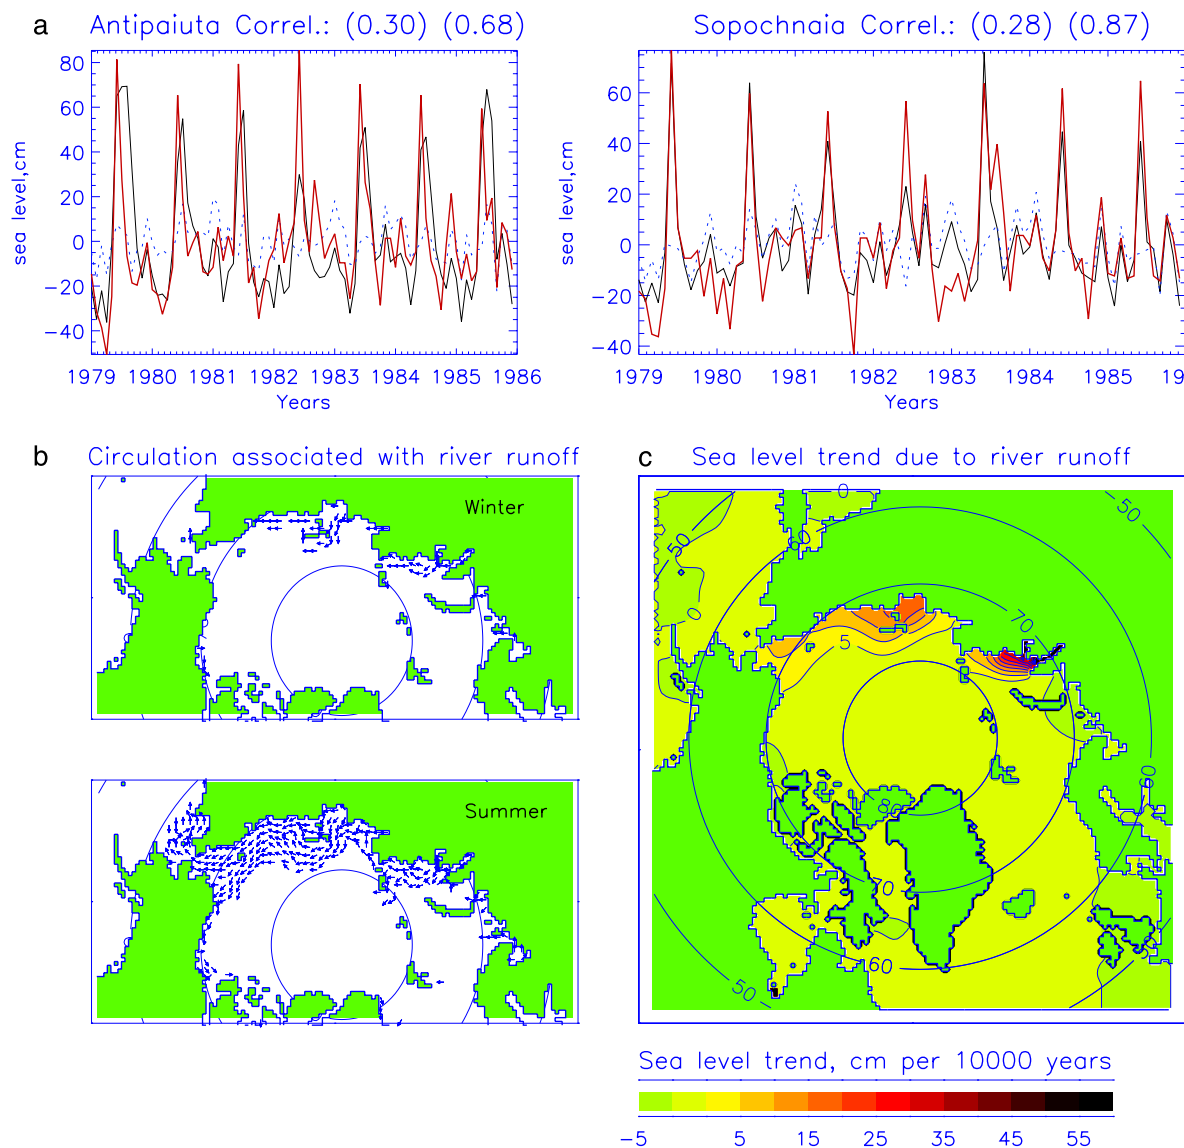 a
Antipaiuta Correl.: (0.30) (0.68)
Sopochnaia Correl.: (0.28) (0.87)
sea level,cm
80
60
40
20
0
−20
−40
1979 1980 1981 1982 1983 1984 1985 1986
Years
sea level,cm
60
40
20
0
−20
−40
1979 1980 1981 1982 1983 1984 1985 19
Years
b
Circulation associated with river runoff
Winter
Summer
c
Sea level trend due to river runoff
0
50
60
50
70
0
5
80
70
60
60
50
Sea level trend, cm per 10000 years
−5 5 15 25 35 45 55